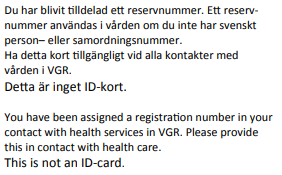 Du har blivit tilldelad ett reservnummer. Ett reserv-
nummer användas i vården om du inte har svenskt
person– eller samordningsnummer.
Ha detta kort tillgängligt vid alla kontakter med
vården i VGR.
Detta är inget ID-kort.
You have been assigned a registration number in your
contact with health services in VGR. Please provide
this in contact with health care.
This is not an ID-card.